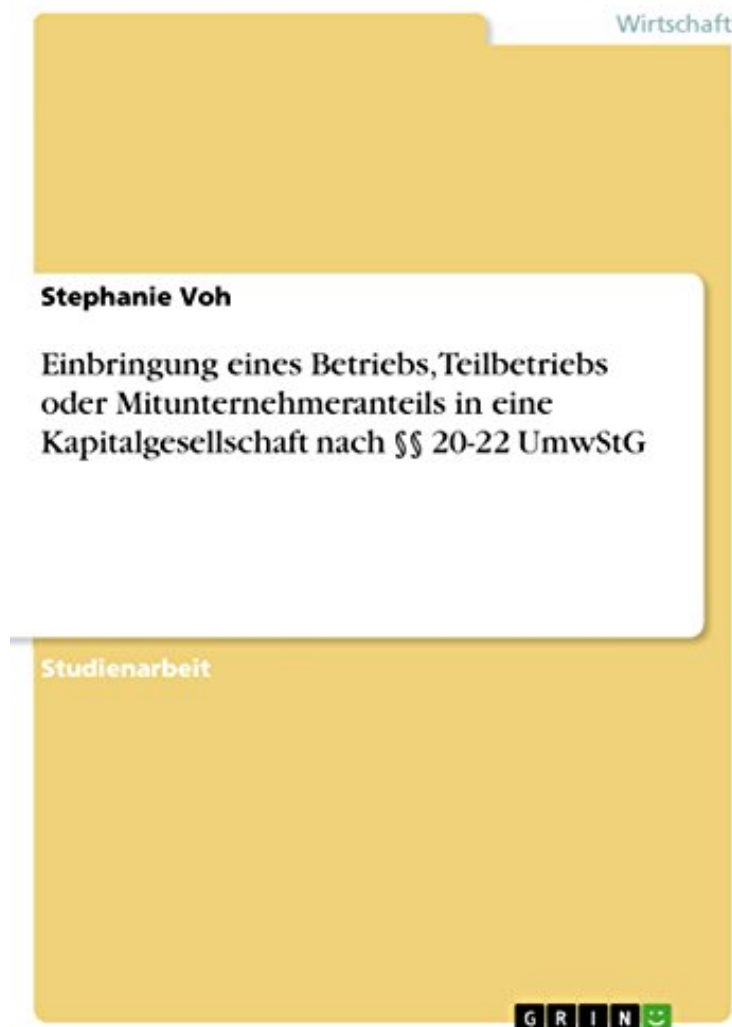 Wirtschaft
Stephanie Voh
Einbringung eines Betriebs, Teilbetriebs
oder Mitunternehmeranteils in eine
Kapitalgesellschaft nach §§ 20-22 UmwStG
Studienarbeit
GRIN